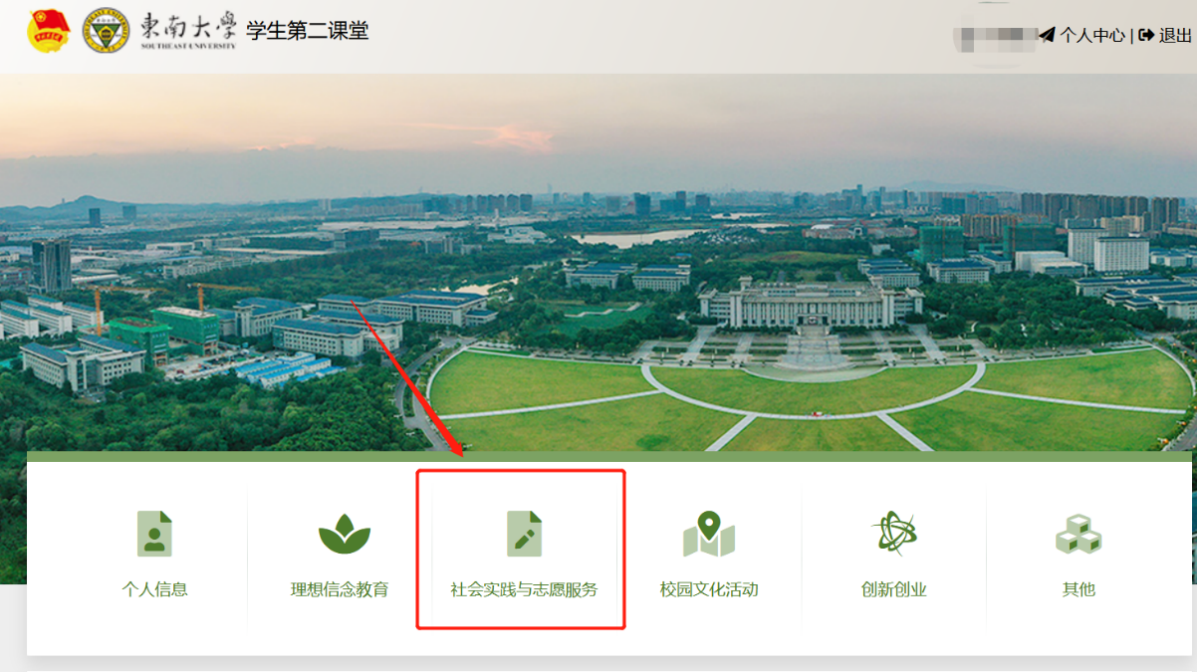 東南大學 学生第二课堂
SOUTHEAST UNIVERSITY
个人中心 | 退出
个人信息
理想信念教育
社会实践与志愿服务
校园文化活动
创新创业
其他